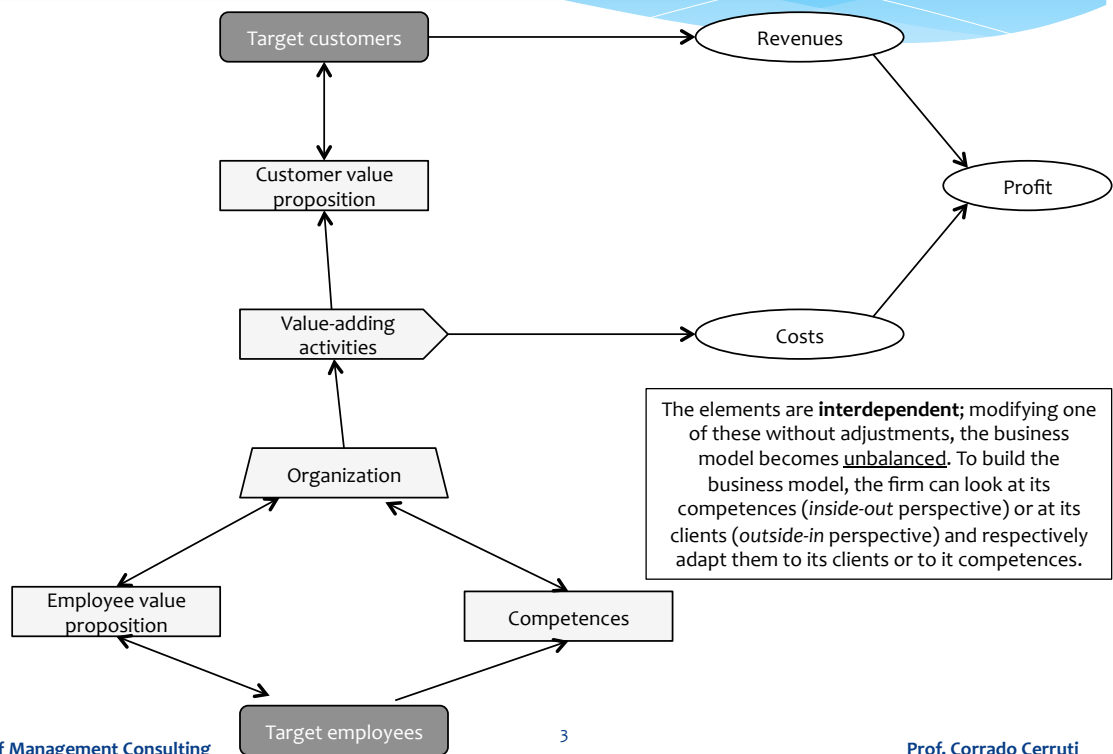 Target customers
Revenues
Customer value
proposition
Profit
Value-adding
activities
Costs
The elements are interdependent; modifying one
of these without adjustments, the business
model becomes unbalanced. To build the
business model, the firm can look at its
competences (inside-out perspective) or at its
clients (outside-in perspective) and respectively
adapt them to its clients or to it competences.
Organization
Employee value
proposition
Competences
Target employees
f Management Consulting
3
Prof. Corrado Cerruti